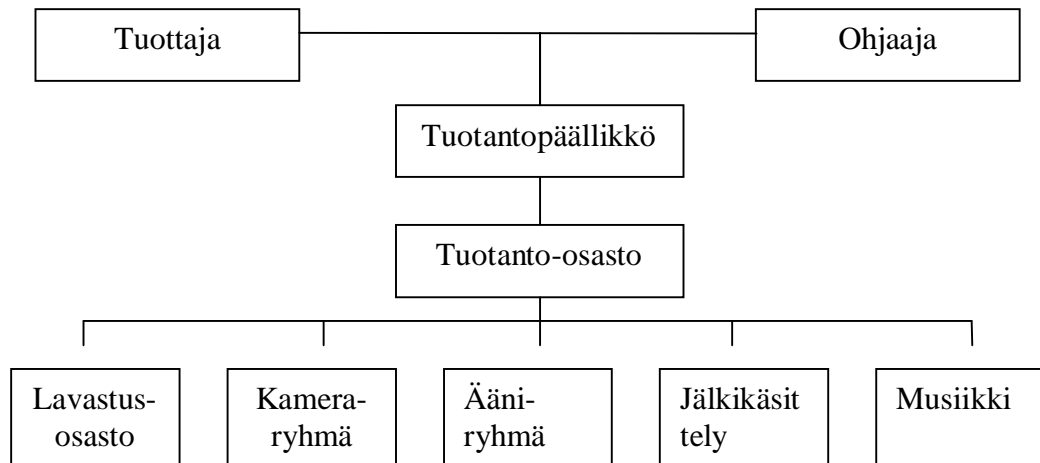 Tuottaja
Ohjaaja
Tuotantopäällikkö
Tuotanto-osasto
Lavastus-
osasto
Kamera-
ryhmä
Ääni-
ryhmä
Jälkikäsit
tely
Musiikki